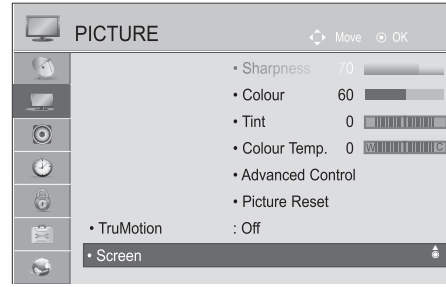 PICTURE Move OK
• Sharpness 70
• Colour 60
• Tint 0
• Colour Temp. 0 W C
• Advanced Control
• Picture Reset
• TruMotion : Off
• Screen